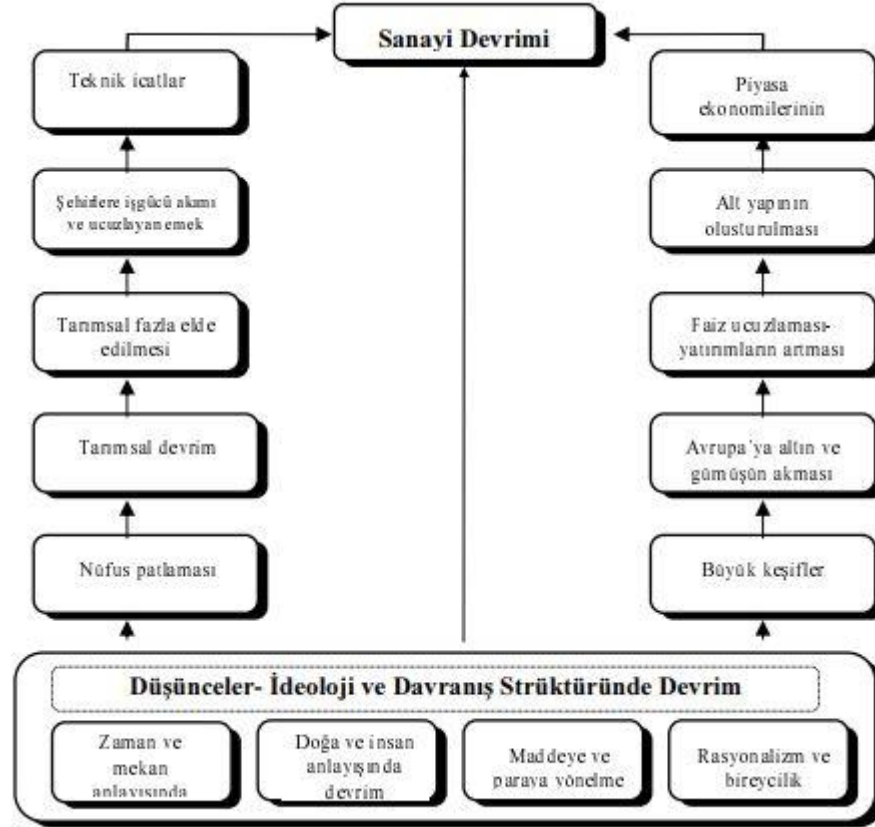 Sanayi Devrimi
Teknik icatlar
Piyasa
ekonomilerinin
Şehirlere işgücü akımı
ve ucuzlayan emek
Alt yapının
olusturulması
Tarımsal fazla elde
edilmesi
Faiz ucuzlaması-
yatırımların artması
Tarımsal devrim
Avrupa'ya altın ve
gümüşün akması
Nüfus patlaması
Büyük keşifler
Düşünceler- İdeoloji ve Davranış Strüktüründe Devrim
Zaman ve
mekan
anlayısında
Doğa ve insan
anlayışında
devrim
Maddeye ve
paraya yönelme
Rasyonalizm ve
bireycilik